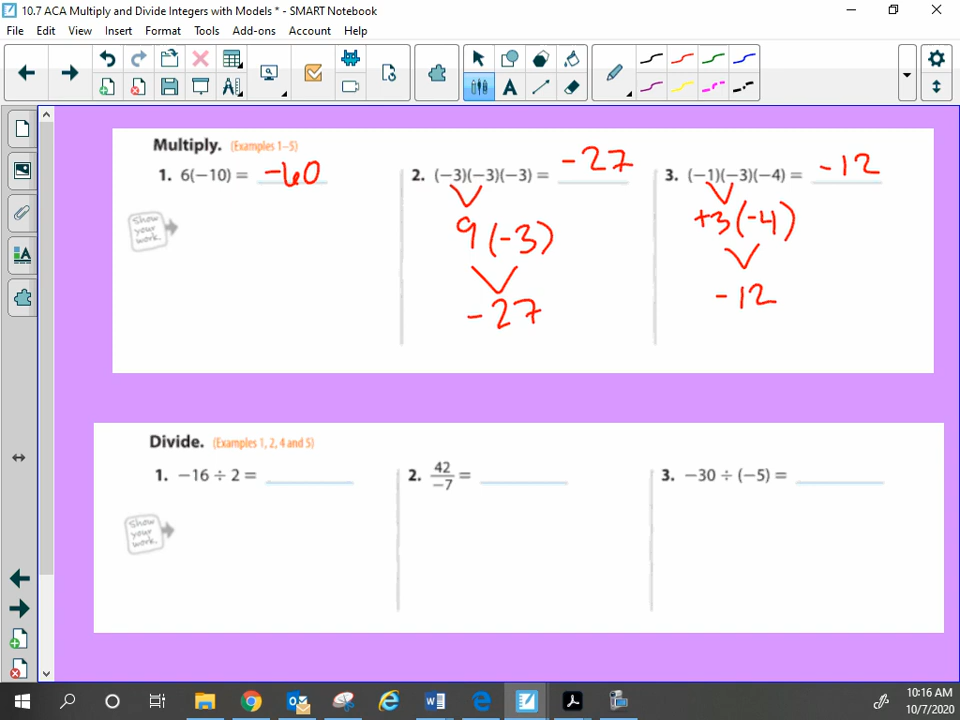 10.7 ACA Multiply and Divide Integers with Models * - SMART Notebook
File Edit View Insert Format Tools Add-ons Account Help
Multiply. (Examples 1–5)
1. 6(−10) = -60
2. (−3)(−3)(−3) = -27
3. (−1)(−3)(−4) = -12
Show your work.
9(-3)
-27
+3(-4)
-12
Divide. (Examples 1, 2, 4 and 5)
1. −16 ÷ 2 =
2. 42/−7 =
3. −30 ÷ (−5) =
Show your work.
10:16 AM
10/7/2020